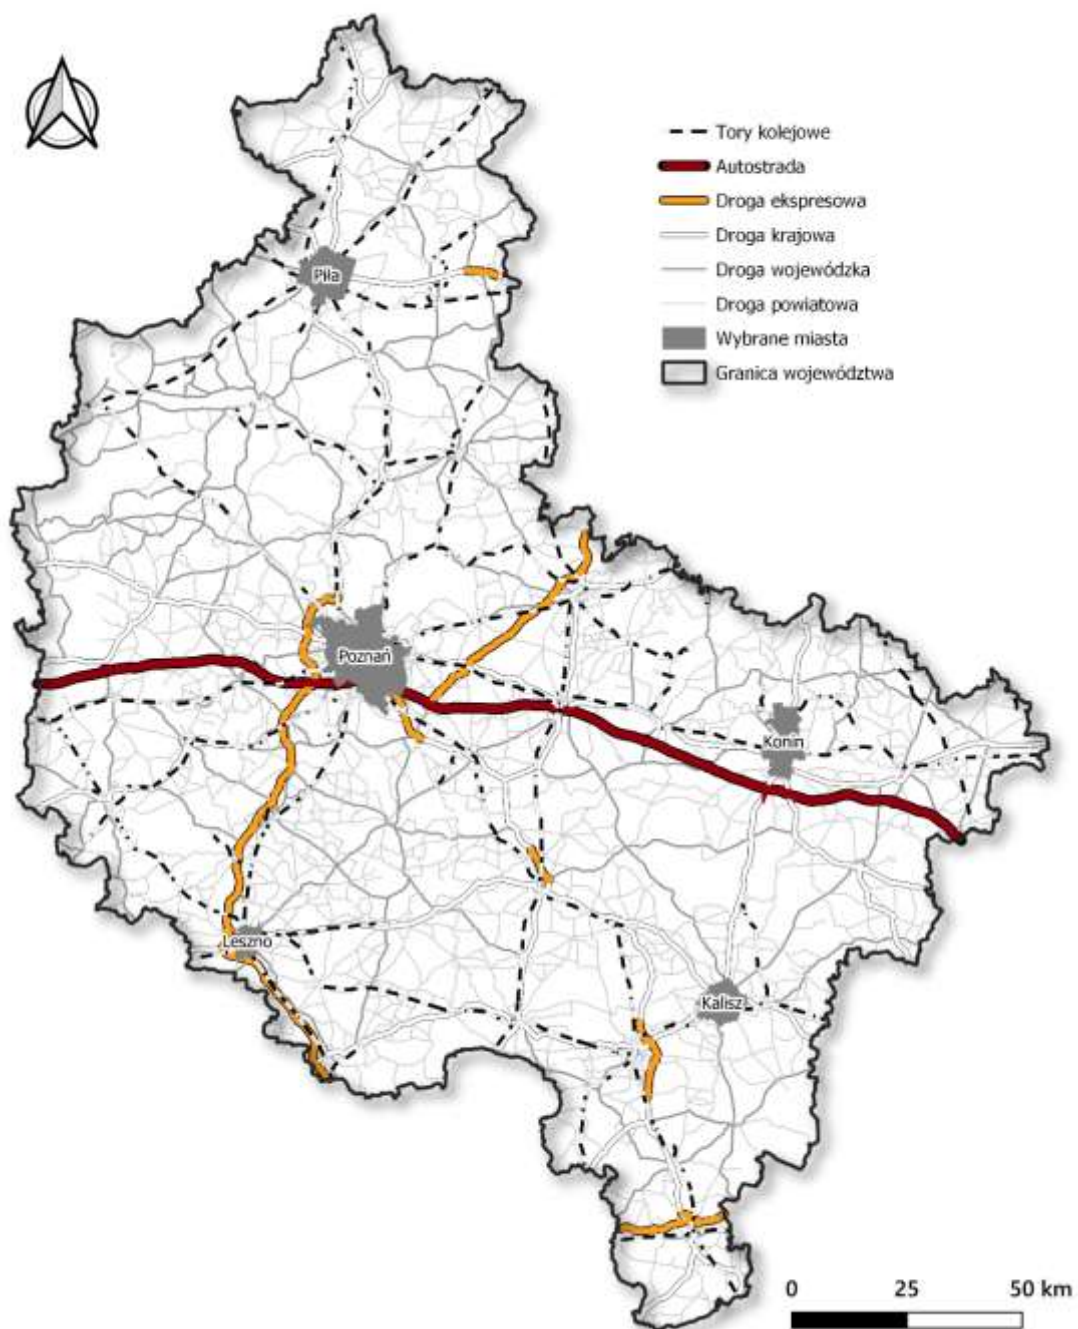 Tory kolejowe
Autostrada
Droga ekspresowa
Droga krajowa
Droga wojewódzka
Droga powiatowa
Wybrane miasta
Granica województwa
Piła
Poznań
Konin
Leszno
Kalisz
0 25 50 km